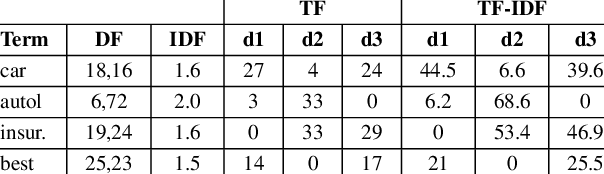 TF TF-IDF
Term DF IDF d1 d2 d3 d1 d2 d3
car 18,16 1.6 27 4 24 44.5 6.6 39.6
autol 6,72 2.0 3 33 0 6.2 68.6 0
insur. 19,24 1.6 0 33 29 0 53.4 46.9
best 25,23 1.5 14 0 17 21 0 25.5